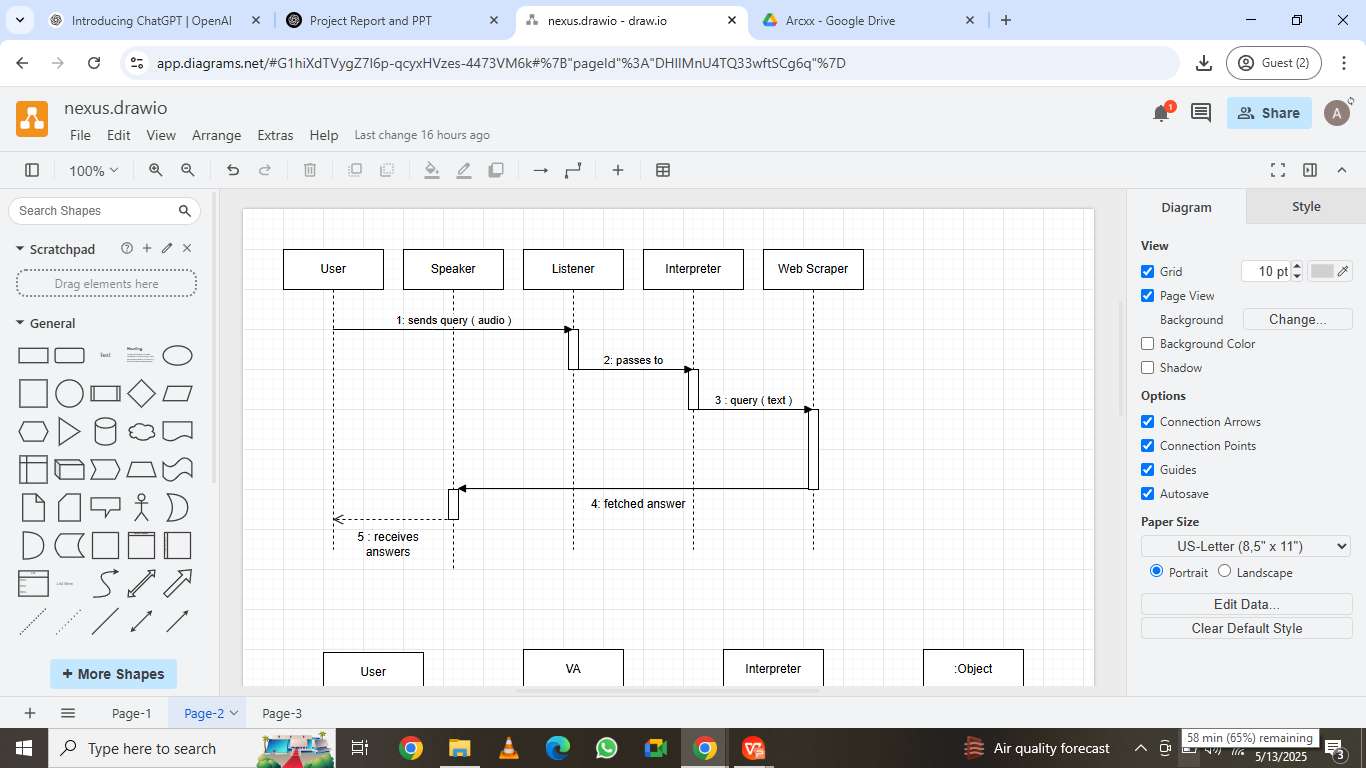 Introducing ChatGPT | OpenAI
Project Report and PPT
nexus.drawio - draw.io
Arcxx - Google Drive
app.diagrams.net/#G1hiXdTVygZ7l6p-qcyxHVzes-4473VM6k#%7B"pageId"%3A"DHIIMnU4TQ33wftSCg6q"%7D
Guest (2)
nexus.drawio
File Edit View Arrange Extras Help Last change 16 hours ago
1
Share
A
100%
Search Shapes
Scratchpad
Drag elements here
General
Text
Heading
+ More Shapes
User
Speaker
Listener
Interpreter
Web Scraper
1: sends query ( audio )
2: passes to
3 : query ( text )
4: fetched answer
5 : receives
answers
User
VA
Interpreter
:Object
Diagram
Style
View
Grid
10 pt
Page View
Background
Change...
Background Color
Shadow
Options
Connection Arrows
Connection Points
Guides
Autosave
Paper Size
US-Letter (8,5" x 11")
Portrait
Landscape
Edit Data...
Clear Default Style
Page-1
Page-2
Page-3
Type here to search
Air quality forecast
58 min (65%) remaining
5/13/2025
3